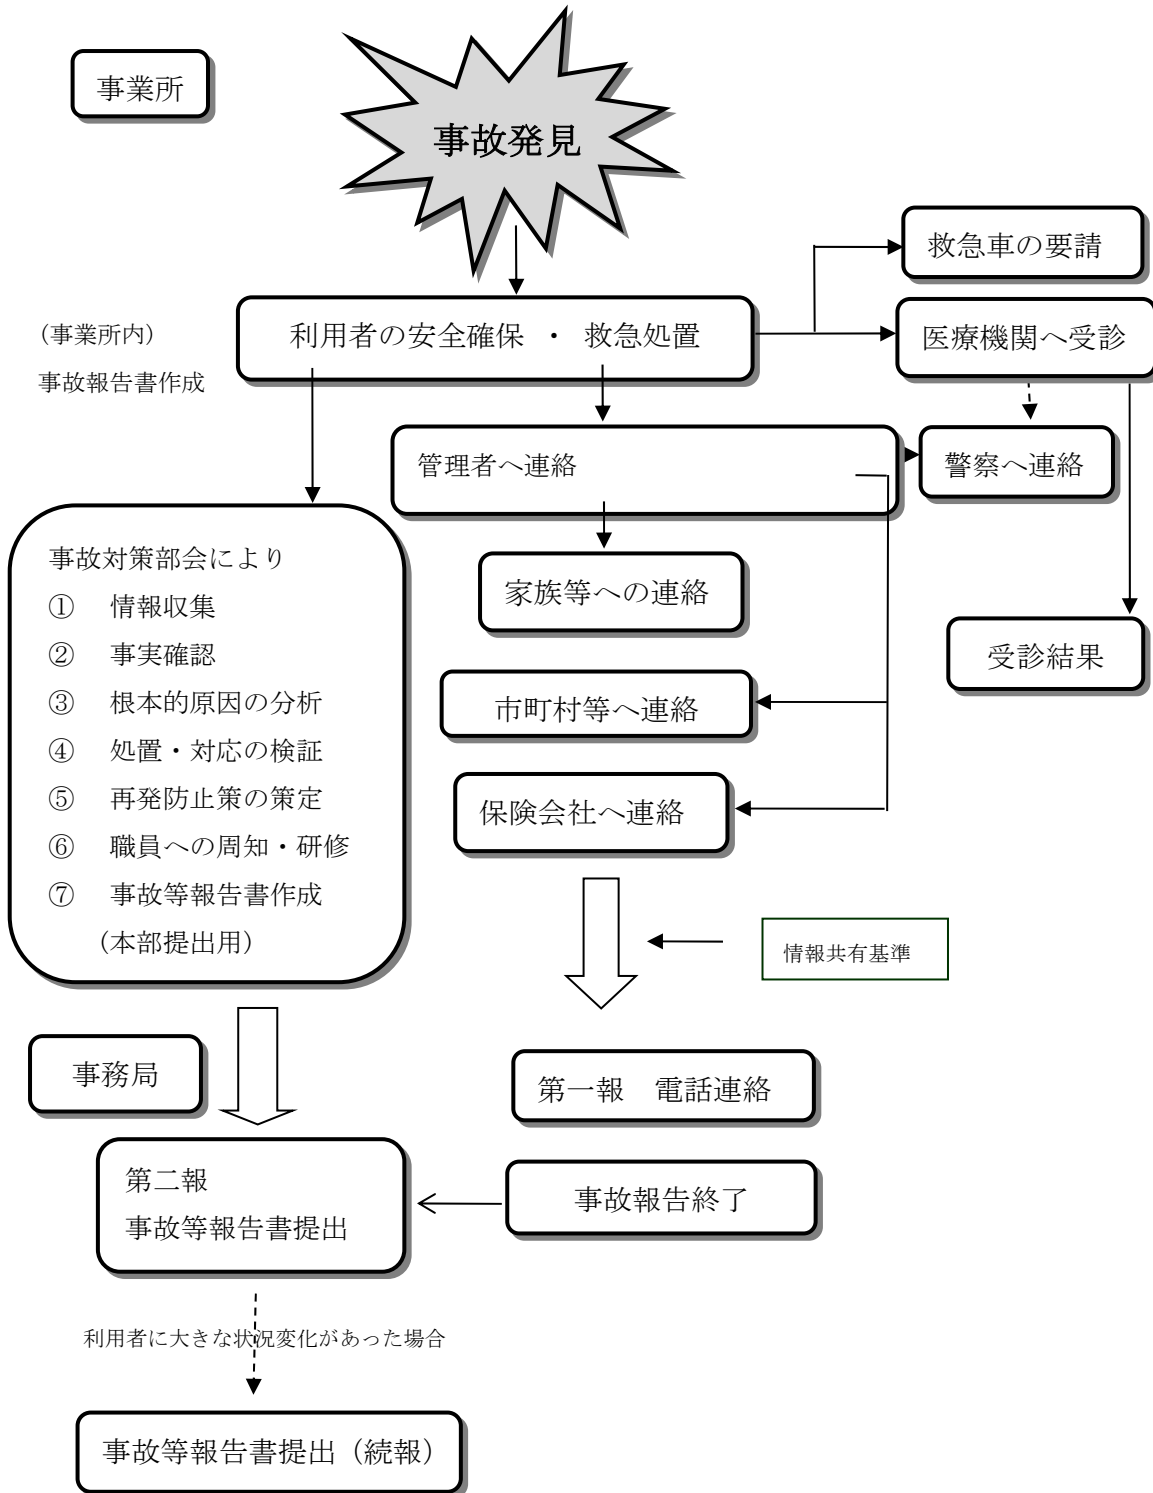 事業所
事故発見
救急車の要請
(事業所内)
事故報告書作成
利用者の安全確保 ・ 救急処置
医療機関へ受診
管理者へ連絡
警察へ連絡
事故対策部会により
① 情報収集
② 事実確認
③ 根本的原因の分析
④ 処置・対応の検証
⑤ 再発防止策の策定
⑥ 職員への周知・研修
⑦ 事故等報告書作成
(本部提出用)
家族等への連絡
受診結果
市町村等へ連絡
保険会社へ連絡
情報共有基準
事務局
第一報 電話連絡
第二報
事故等報告書提出
事故報告終了
利用者に大きな状況変化があった場合
事故等報告書提出(続報)